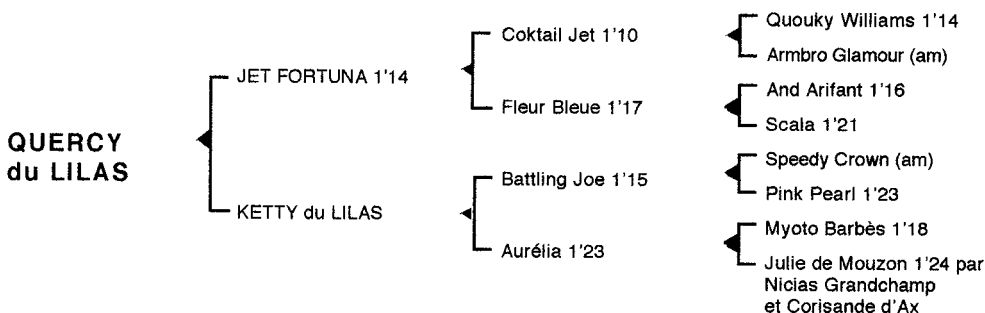 QUERCY
du LILAS
JET FORTUNA 1'14
KETTY du LILAS
Coktail Jet 1'10
Fleur Bleue 1'17
Battling Joe 1'15
Aurélia 1'23
Quouky Williams 1'14
Armbro Glamour (am)
And Arifant 1'16
Scala 1'21
Speedy Crown (am)
Pink Pearl 1'23
Myoto Barbès 1'18
Julie de Mouzon 1'24 par
Nicias Grandchamp
et Corisande d'Ax